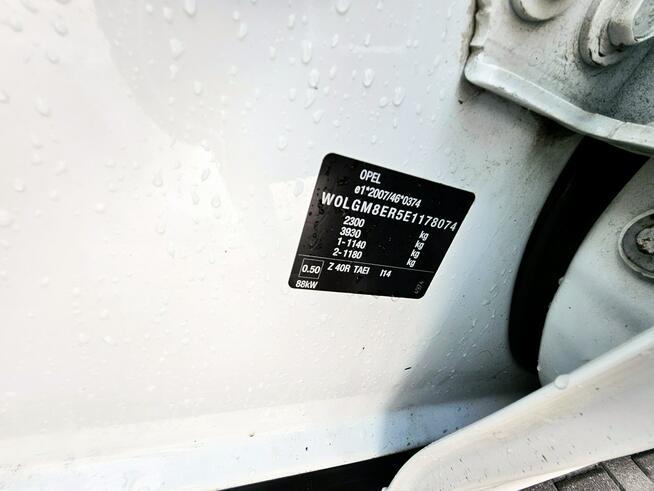 OPEL
e1*2007/46*0374
W0LGM8ER5E1178074
2300 kg
3930 kg
1-1140 kg
2-1180 kg
0.50 Z 40R TAEI I14
88kW